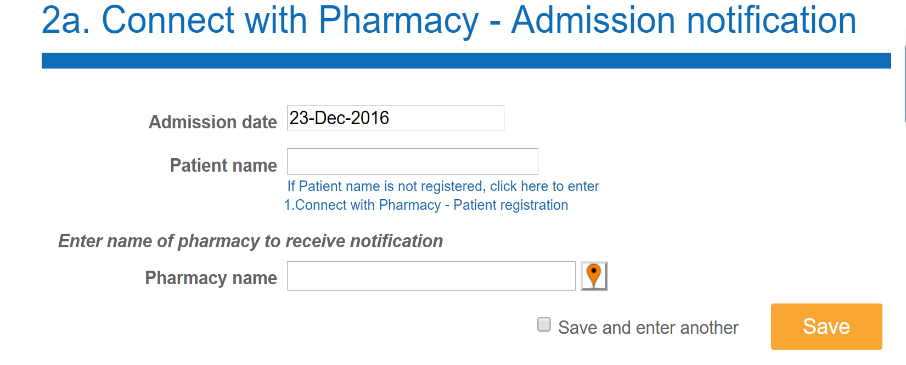 2a. Connect with Pharmacy - Admission notification
Admission date 23-Dec-2016
Patient name
If Patient name is not registered, click here to enter
1.Connect with Pharmacy - Patient registration
Enter name of pharmacy to receive notification
Pharmacy name
Save and enter another Save